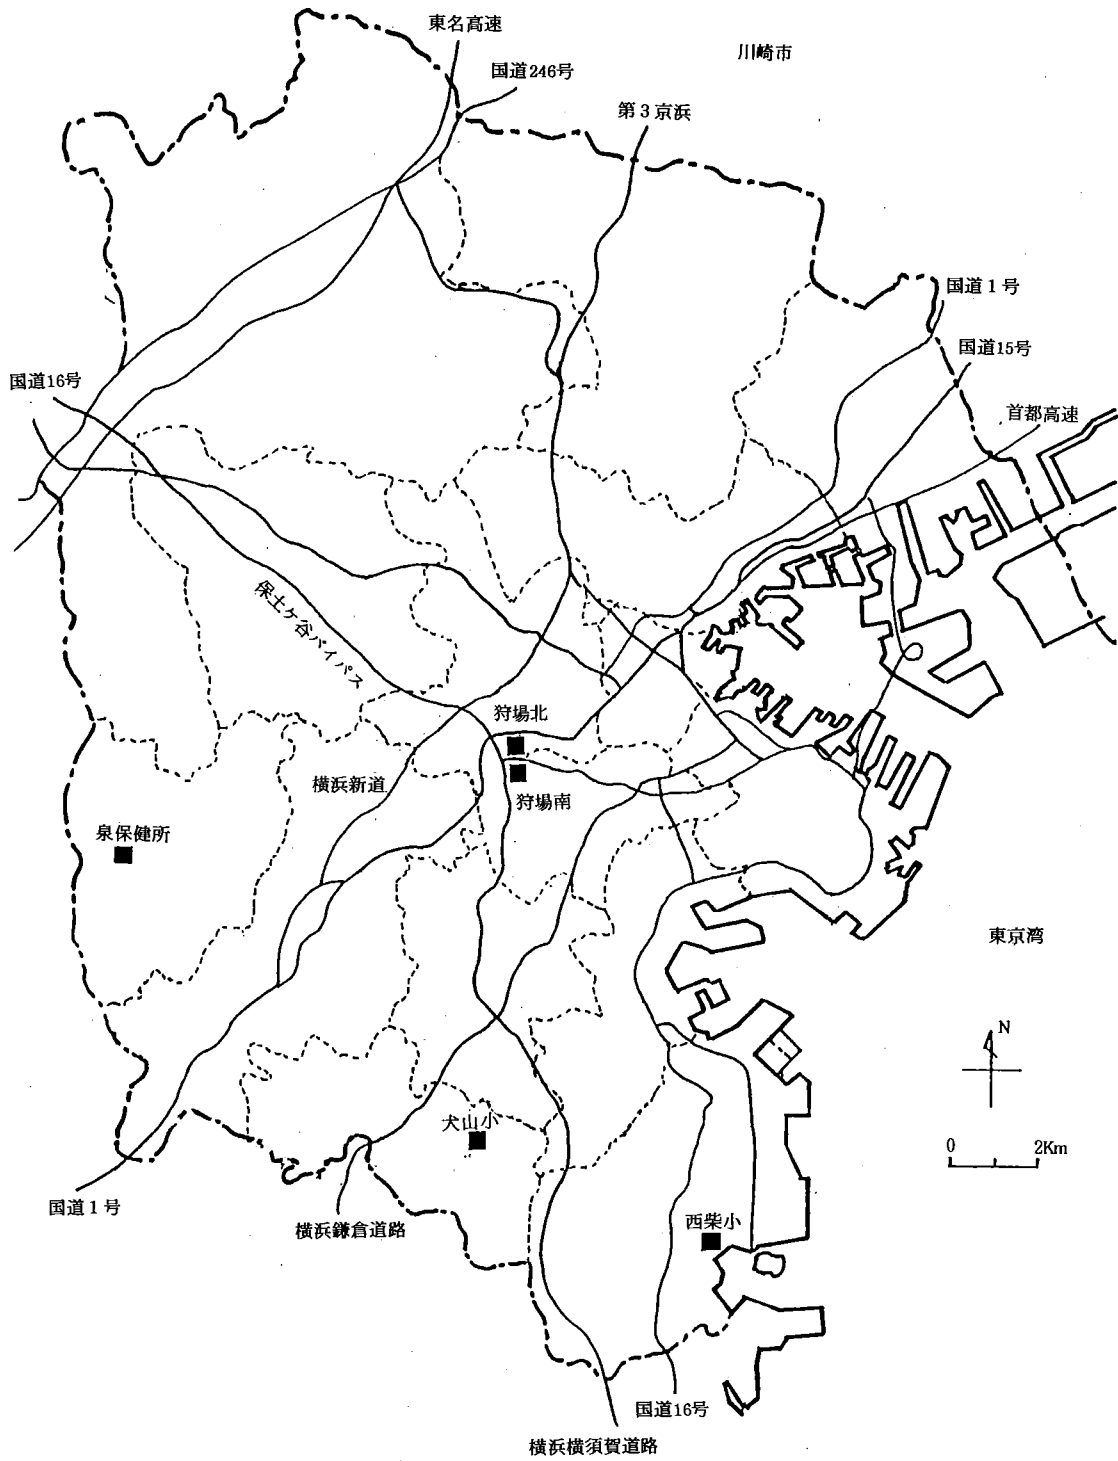 東名高速
川崎市
国道246号
第3京浜
国道1号
国道15号
国道16号
首都高速
保土ケ谷バイパス
狩場北
横浜新道
狩場南
泉保健所
東京湾
N
犬山小
0 2Km
国道1号
西柴小
横浜鎌倉道路
国道16号
横浜横須賀道路